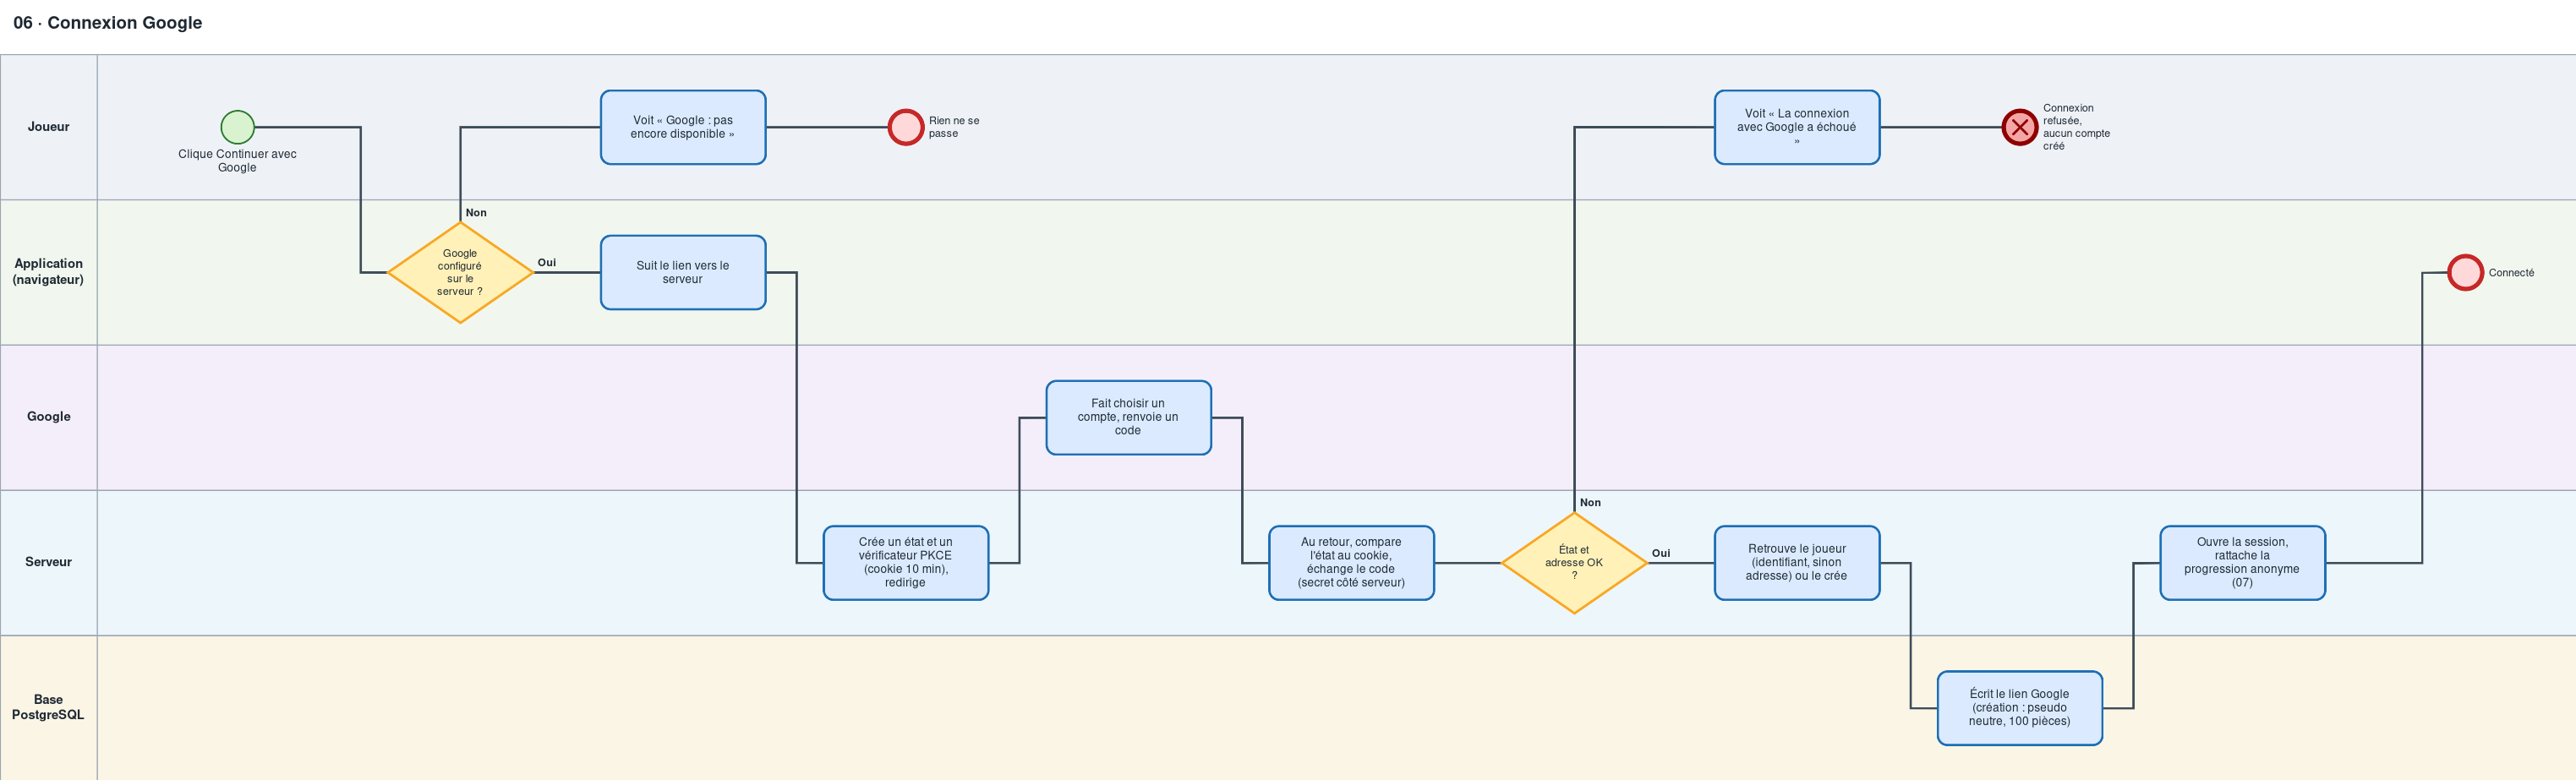 06 · Connexion Google
Joueur
Clique Continuer avec
Google
Voit « Google : pas
encore disponible »
Rien ne se
passe
Voit « La connexion
avec Google a échoué
»
Connexion
refusée,
aucun compte
créé
Application
(navigateur)
Non
Google
configuré
sur le
serveur ?
Oui
Suit le lien vers le
serveur
Connecté
Google
Fait choisir un
compte, renvoie un
code
Serveur
Crée un état et un
vérificateur PKCE
(cookie 10 min),
redirige
Au retour, compare
l'état au cookie,
échange le code
(secret côté serveur)
Non
État et
adresse OK
?
Oui
Retrouve le joueur
(identifiant, sinon
adresse) ou le crée
Ouvre la session,
rattache la
progression anonyme
(07)
Base
PostgreSQL
Écrit le lien Google
(création : pseudo
neutre, 100 pièces)